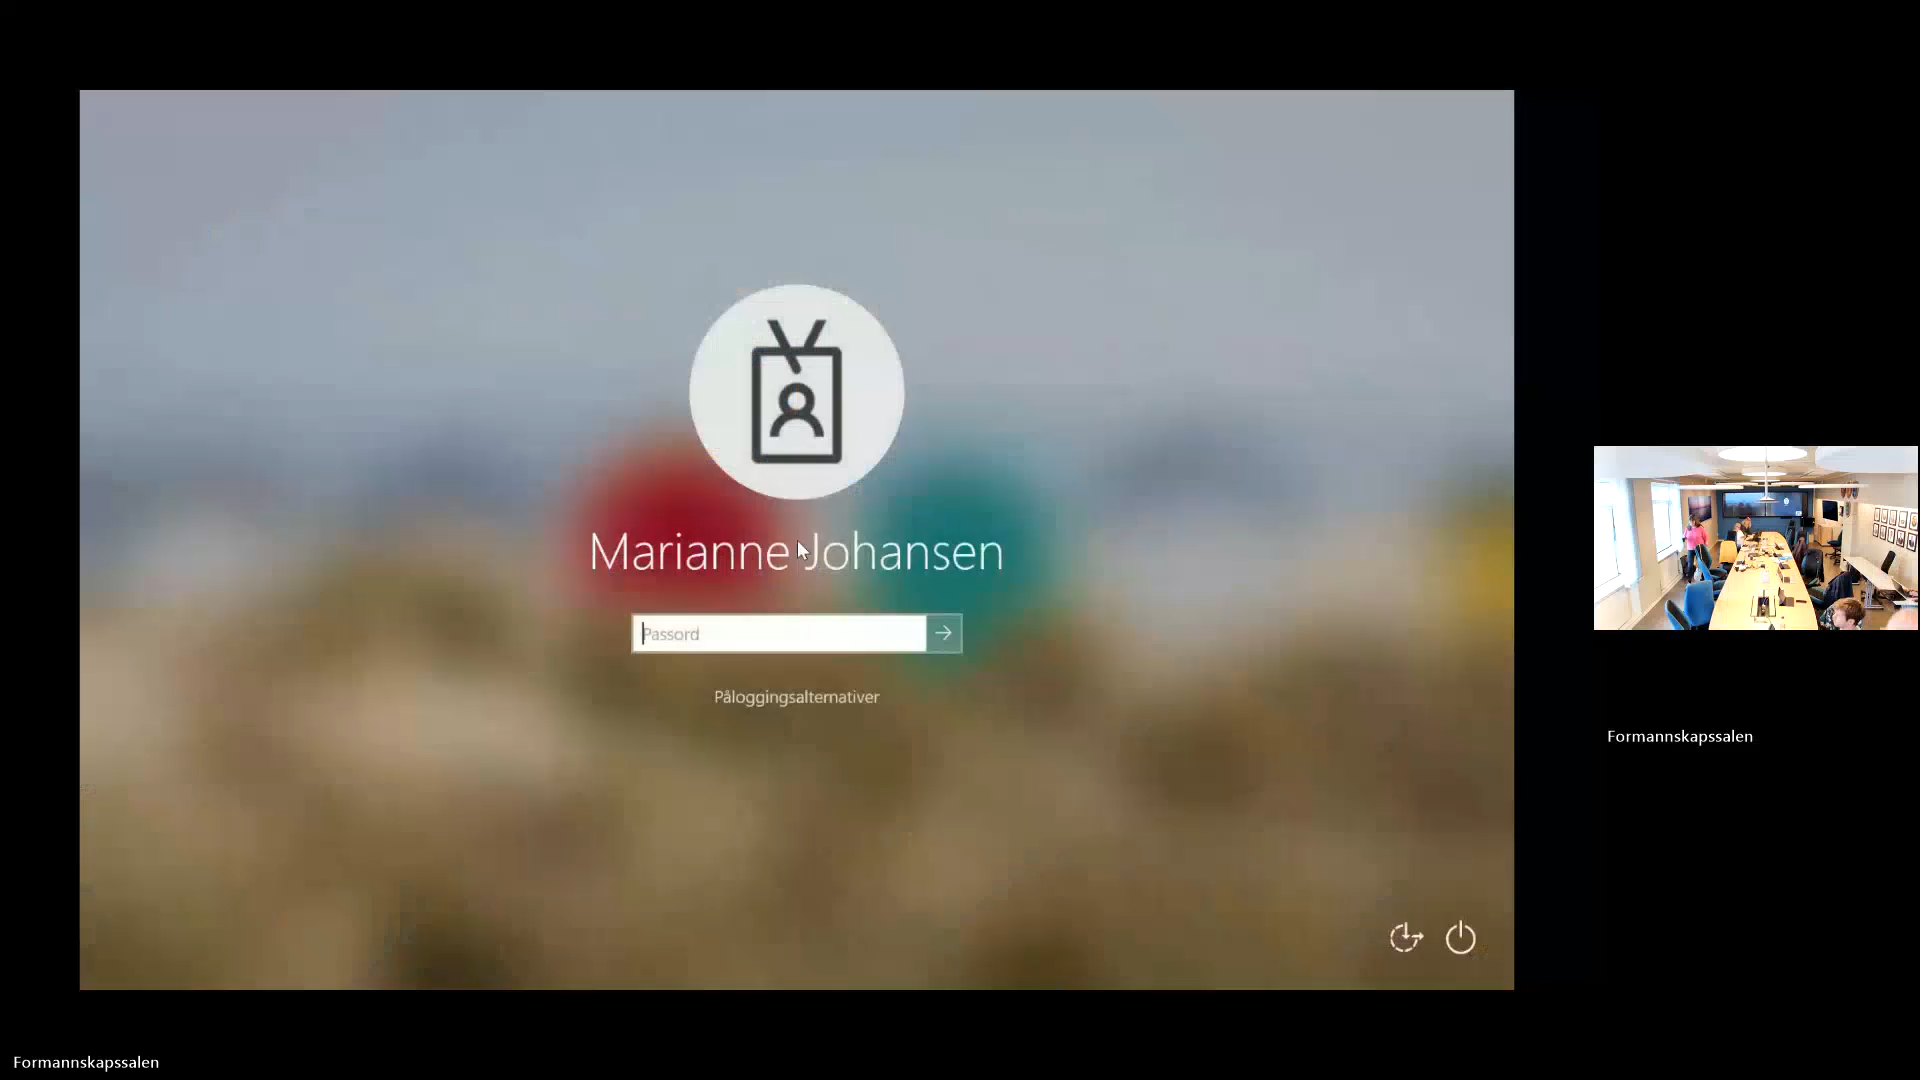 Marianne Johansen
Passord
Påloggingsalternativer
Formannskapssalen
Formannskapssalen